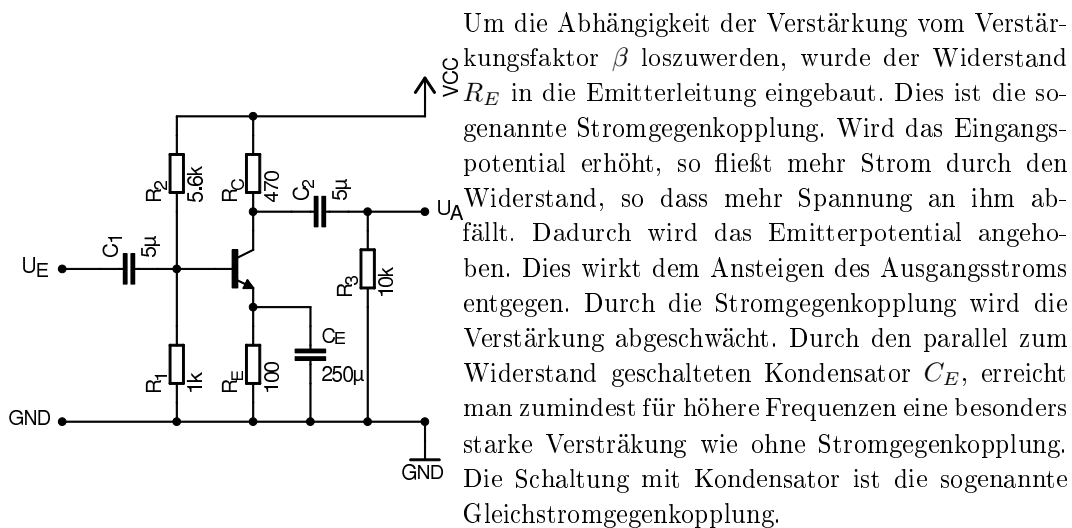 VCC
R2
5.6k
RC
470
C2
5µ
UA
C1
5µ
UE
R3
10k
CE
250µ
R1
1k
RE
100
GND
GND
Um die Abhängigkeit der Verstärkung vom Verstär-
kungsfaktor β loszuwerden, wurde der Widerstand
R_E in die Emitterleitung eingebaut. Dies ist die so-
genannte Stromgegenkopplung. Wird das Eingangs-
potential erhöht, so fließt mehr Strom durch den
Widerstand, so dass mehr Spannung an ihm ab-
fällt. Dadurch wird das Emitterpotential angeho-
ben. Dies wirkt dem Ansteigen des Ausgangsstroms
entgegen. Durch die Stromgegenkopplung wird die
Verstärkung abgeschwächt. Durch den parallel zum
Widerstand geschalteten Kondensator C_E, erreicht
man zumindest für höhere Frequenzen eine besonders
starke Versträkung wie ohne Stromgegenkopplung.
Die Schaltung mit Kondensator ist die sogenannte
Gleichstromgegenkopplung.